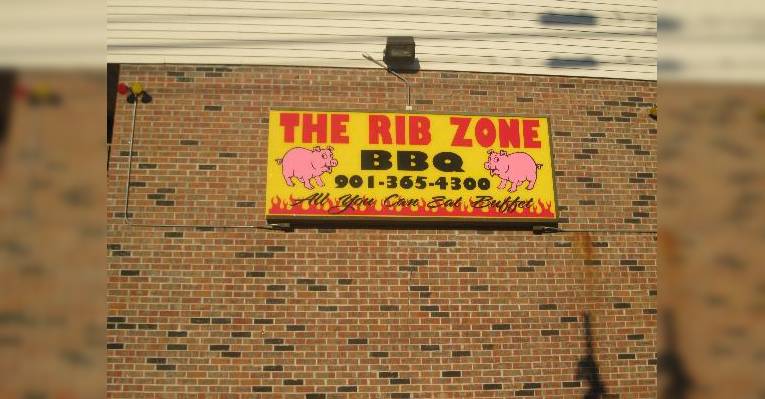 THE RIB ZONE
BBQ
901-365-4300
All You Can Eat Buffet